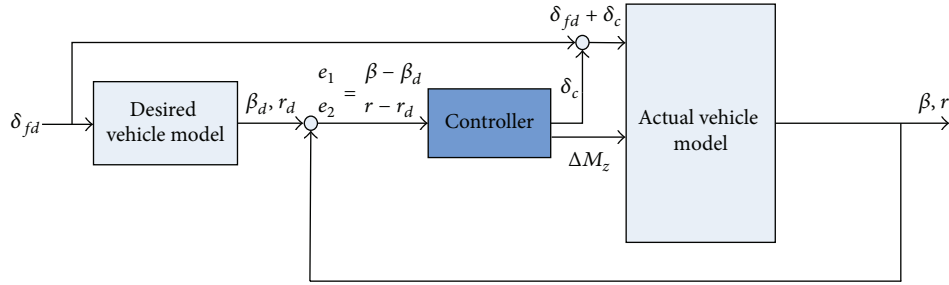 δ_fd
Desired
vehicle model
β_d, r_d
e_1
e_2
=
β − β_d
r − r_d
Controller
δ_c
ΔM_z
δ_fd + δ_c
Actual vehicle
model
β, r